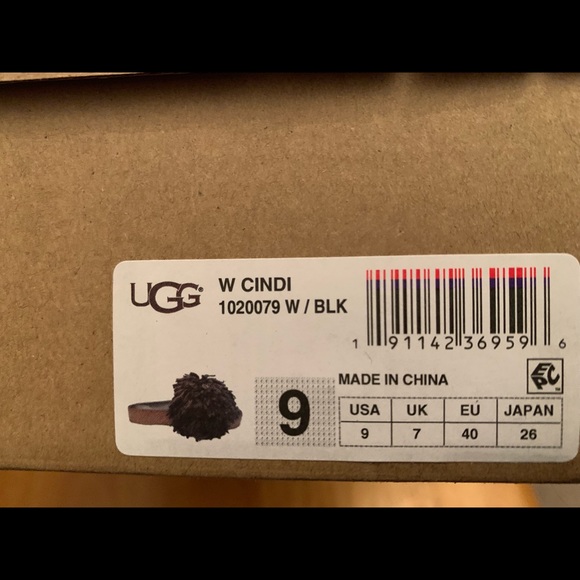 UGG®
W CINDI
1020079 W / BLK
1 91142 36959 6
9
MADE IN CHINA
EPC™
USA UK EU JAPAN
9 7 40 26